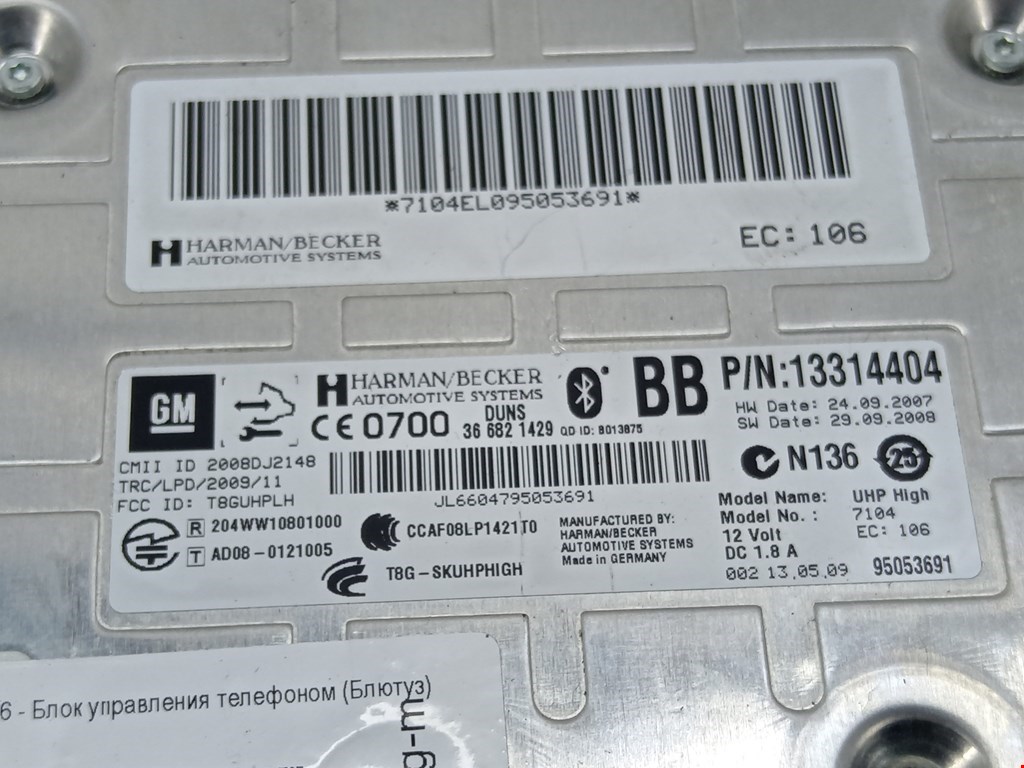 *7104EL095053691*
HARMAN/BECKER
AUTOMOTIVE SYSTEMS
EC: 106
GM
HARMAN/BECKER
AUTOMOTIVE SYSTEMS
CE 0700
DUNS
36 682 1429
QD ID: B013875
BB
P/N:13314404
HW Date: 24.09.2007
SW Date: 29.09.2008
N136
25
CMII ID 2008DJ2148
TRC/LPD/2009/11
FCC ID: T8GUHPLH
JL6604795053691
R 204WW10801000
T AD08-0121005
CCAF08LP1421T0
T8G-SKUHPHIGH
MANUFACTURED BY:
HARMAN/BECKER
AUTOMOTIVE SYSTEMS
Made in GERMANY
Model Name: UHP High
Model No.: 7104
12 Volt EC: 106
DC 1.8 A
002 13.05.09 95053691
6 - Блок управления телефоном (Блютуз)
g-m